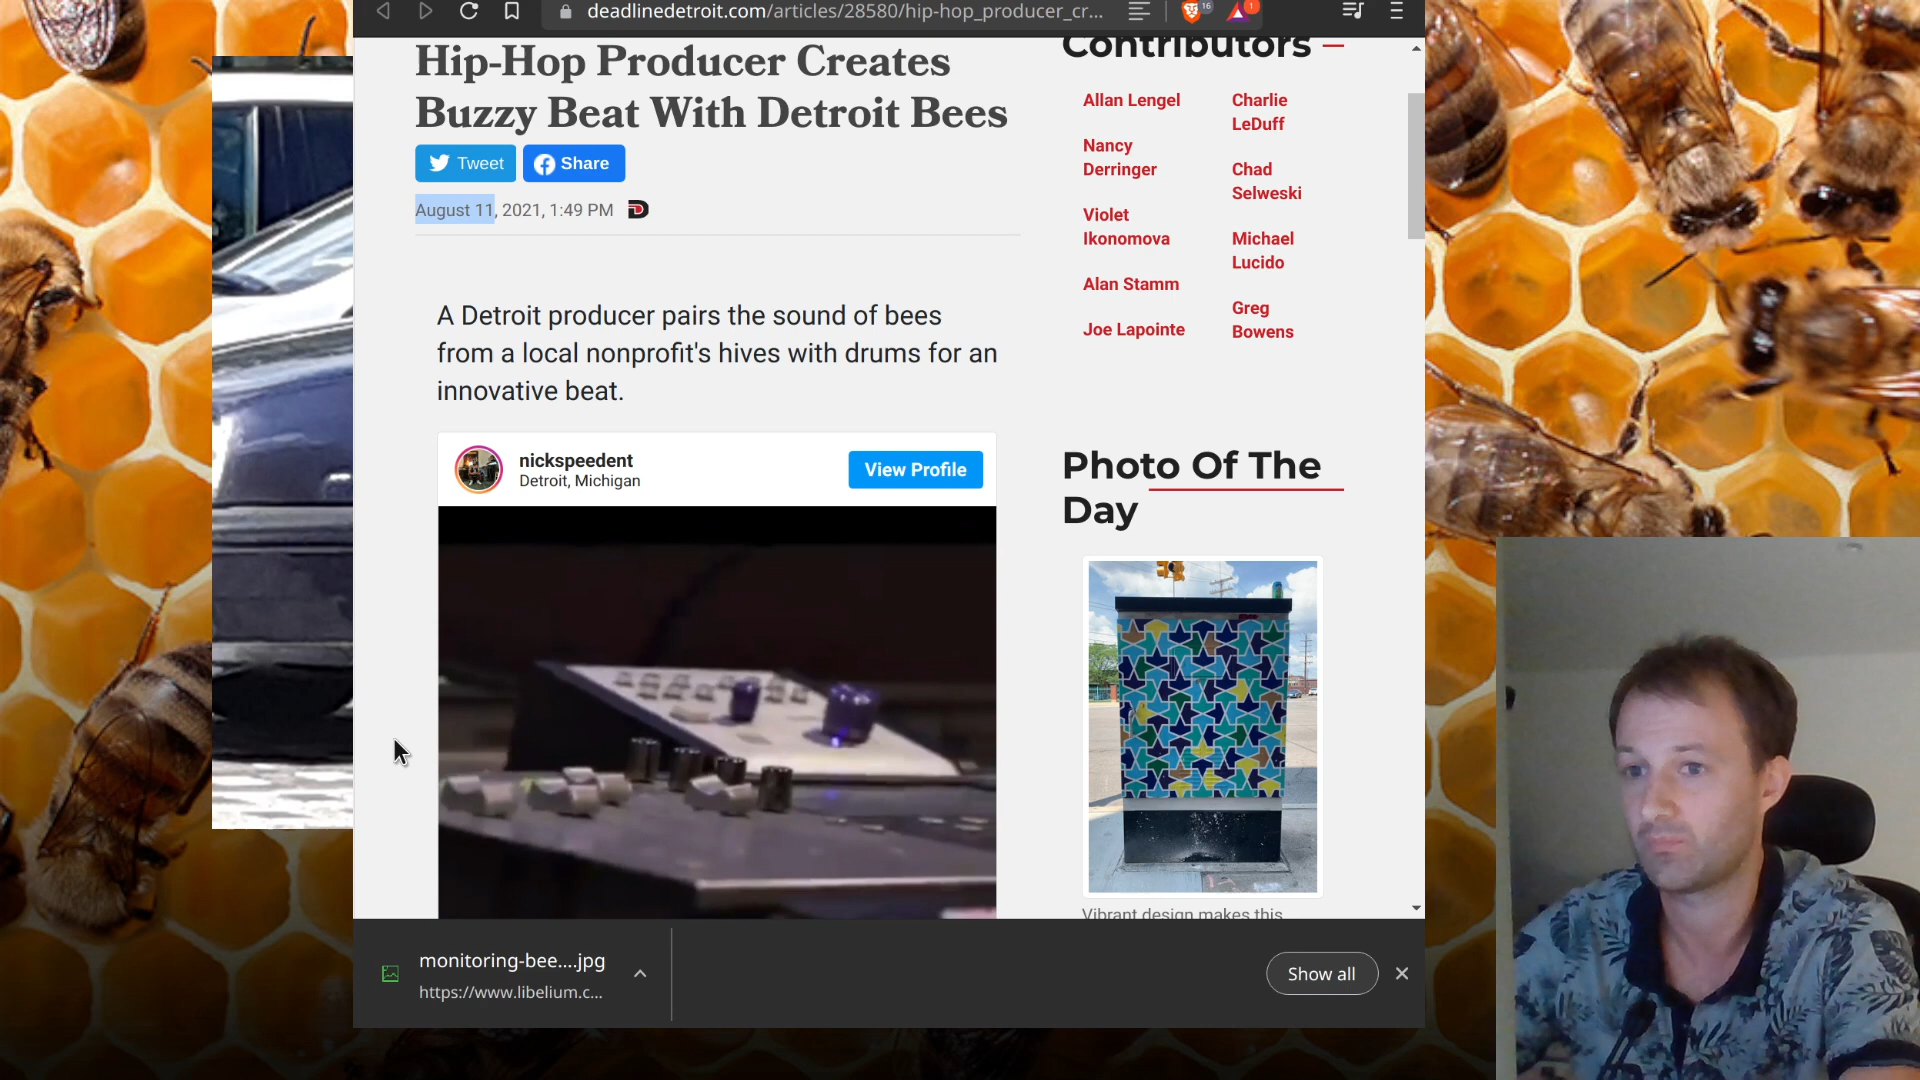 deadlinedetroit.com/articles/28580/hip-hop_producer_cr...
16
1
Hip-Hop Producer Creates
Buzzy Beat With Detroit Bees
Tweet
Share
August 11, 2021, 1:49 PM
A Detroit producer pairs the sound of bees
from a local nonprofit's hives with drums for an
innovative beat.
nickspeedent
Detroit, Michigan
View Profile
Contributors
Allan Lengel
Nancy
Derringer
Violet
Ikonomova
Alan Stamm
Joe Lapointe
Charlie
LeDuff
Chad
Selweski
Michael
Lucido
Greg
Bowens
Photo Of The
Day
Vibrant design makes this
monitoring-bee....jpg
https://www.libelium.c...
Show all